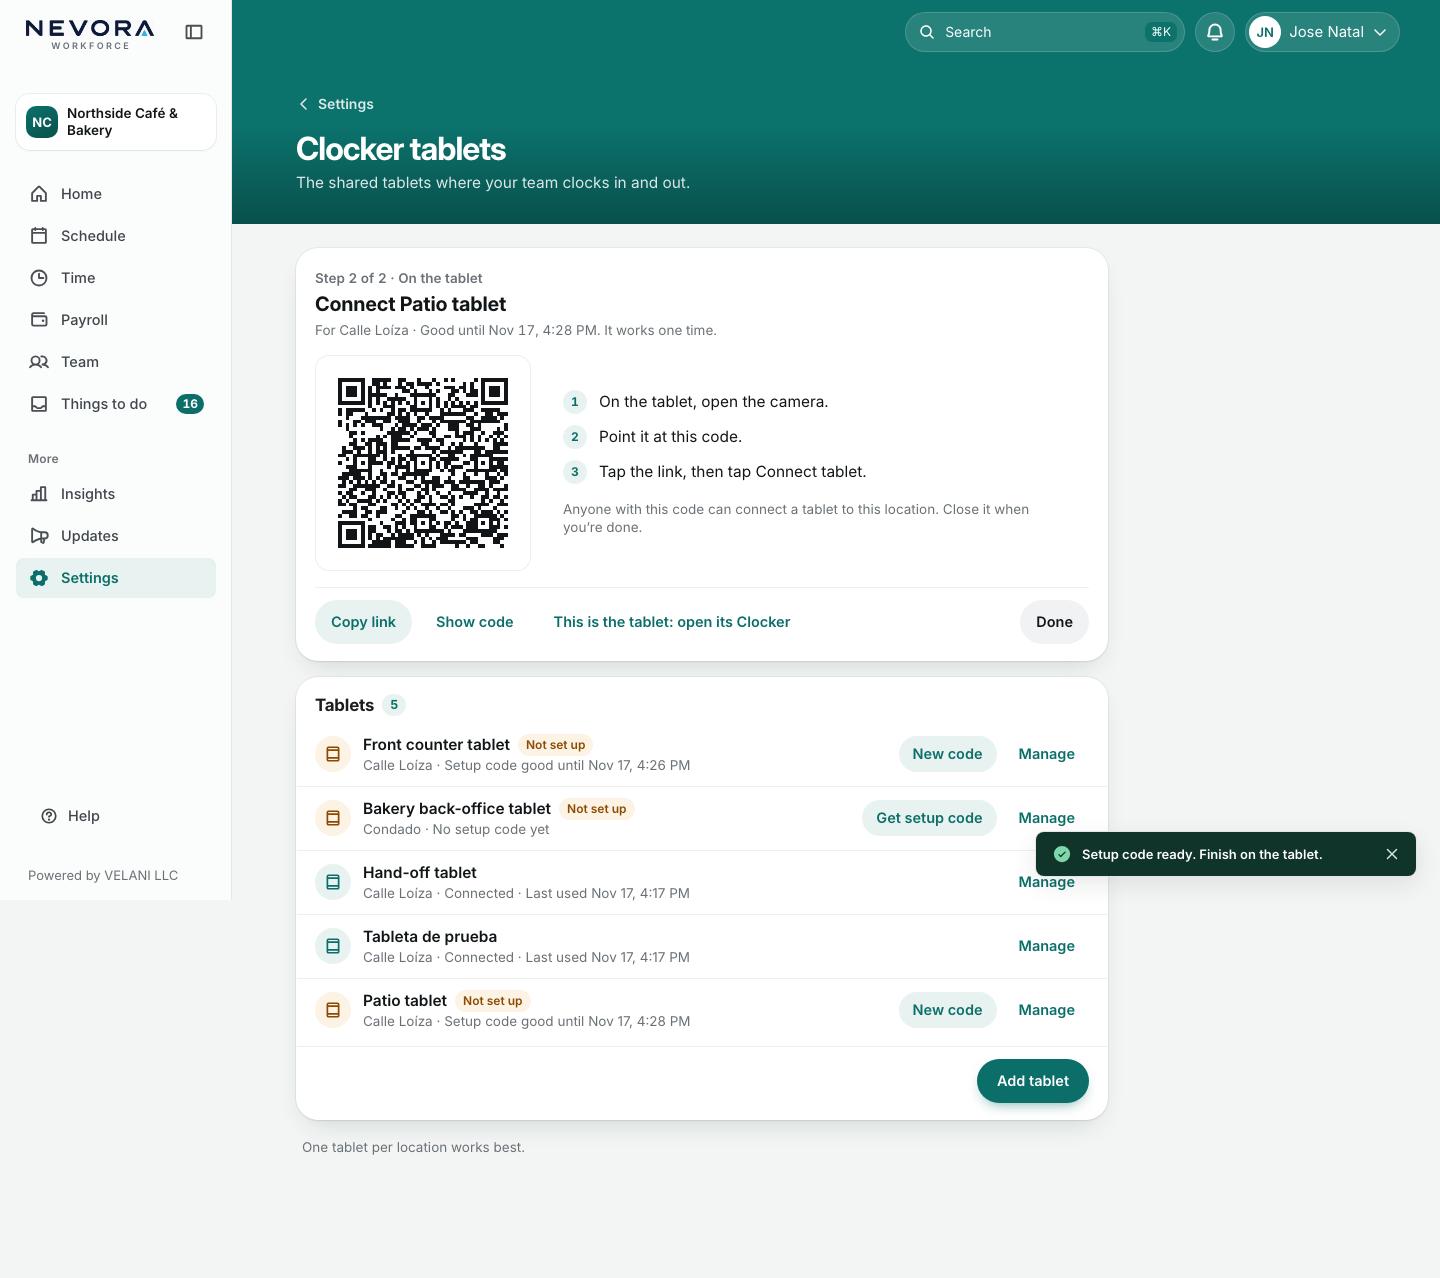 NEVORA
WORKFORCE
Search
⌘K
JN
Jose Natal
NC
Northside Café &
Bakery
Home
Schedule
Time
Payroll
Team
Things to do
16
More
Insights
Updates
Settings
Help
Powered by VELANI LLC
Settings
Clocker tablets
The shared tablets where your team clocks in and out.
Step 2 of 2 · On the tablet
Connect Patio tablet
For Calle Loíza · Good until Nov 17, 4:28 PM. It works one time.
1 On the tablet, open the camera.
2 Point it at this code.
3 Tap the link, then tap Connect tablet.
Anyone with this code can connect a tablet to this location. Close it when
you're done.
Copy link
Show code
This is the tablet: open its Clocker
Done
Tablets 5
Front counter tablet Not set up
Calle Loíza · Setup code good until Nov 17, 4:26 PM
New code
Manage
Bakery back-office tablet Not set up
Condado · No setup code yet
Get setup code
Manage
Setup code ready. Finish on the tablet.
Hand-off tablet
Calle Loíza · Connected · Last used Nov 17, 4:17 PM
Manage
Tableta de prueba
Calle Loíza · Connected · Last used Nov 17, 4:17 PM
Manage
Patio tablet Not set up
Calle Loíza · Setup code good until Nov 17, 4:28 PM
New code
Manage
Add tablet
One tablet per location works best.